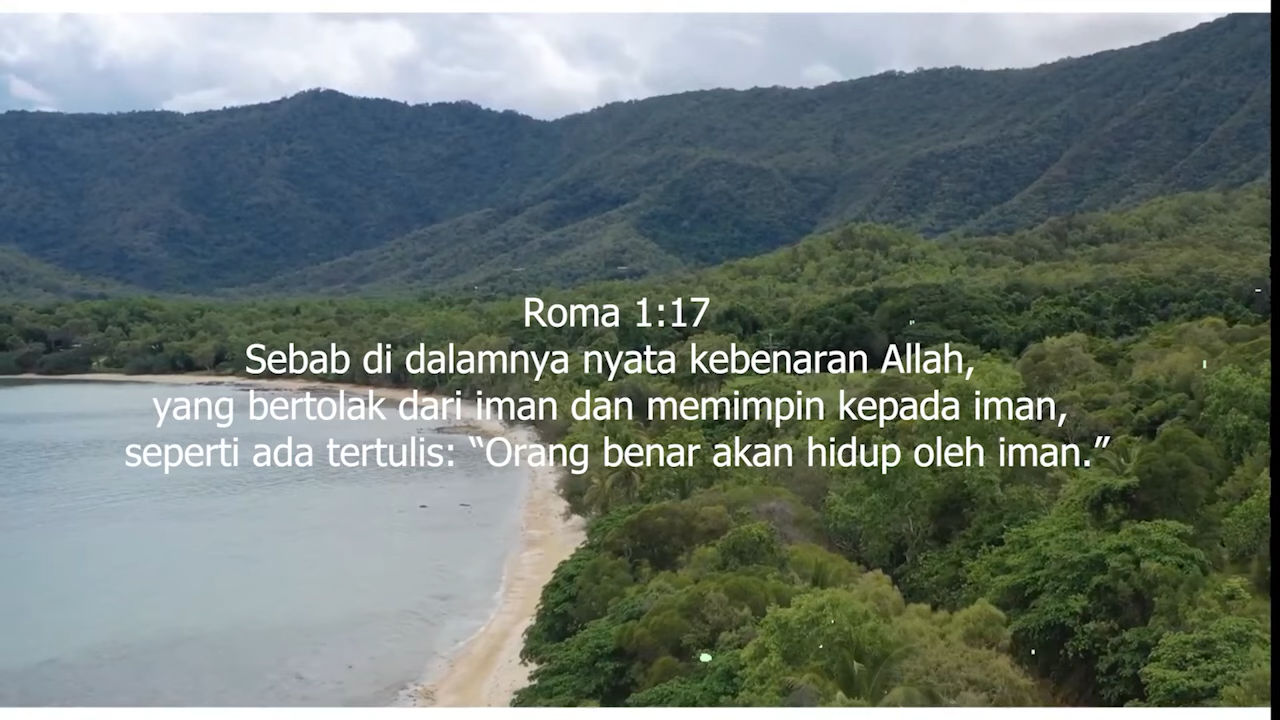 Roma 1:17
Sebab di dalamnya nyata kebenaran Allah,
yang bertolak dari iman dan memimpin kepada iman,
seperti ada tertulis: “Orang benar akan hidup oleh iman.”